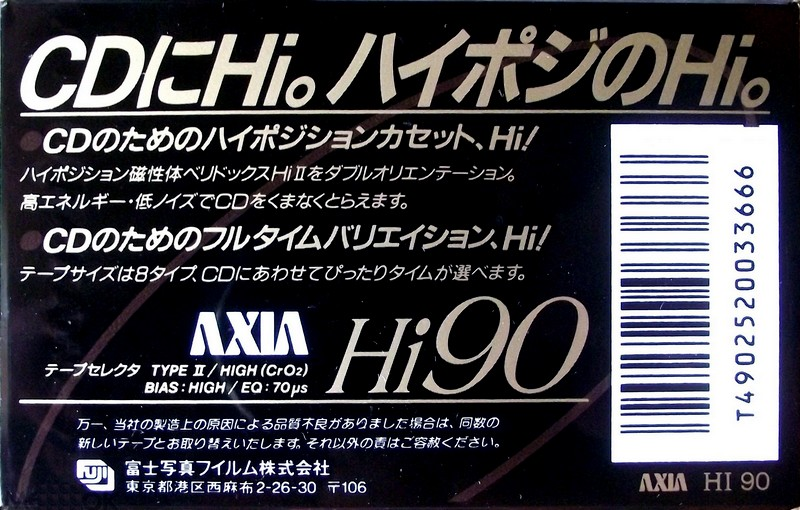 CDにHi。ハイポジのHi。
CDのためのハイポジションカセット、Hi!
ハイポジション磁性体ベリドックスHiⅡをダブルオリエンテーション。
高エネルギー・低ノイズでCDをくまなくとらえます。
CDのためのフルタイムバリエイション、Hi!
テープサイズは8タイプ、CDにあわせてぴったりタイムが選べます。
AXIA Hi90
テープセレクタ TYPE Ⅱ/HIGH (CrO2)
BIAS:HIGH/EQ:70μs
万一、当社の製造上の原因による品質不良がありました場合は、同数の
新しいテープとお取り替えいたします。それ以外の責はご容赦ください。
FUJI 富士写真フイルム株式会社
東京都港区西麻布2-26-30 〒106
T4902520033666
AXIA HI 90